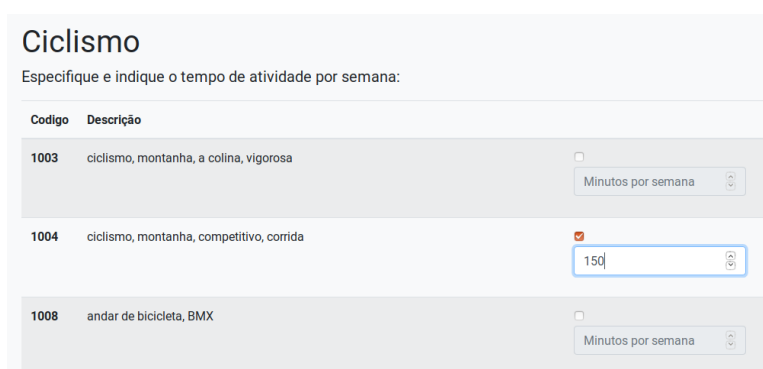 Ciclismo
Especifique e indique o tempo de atividade por semana:
Codigo Descrição
1003 ciclismo, montanha, a colina, vigorosa
Minutos por semana
1004 ciclismo, montanha, competitivo, corrida
150
1008 andar de bicicleta, BMX
Minutos por semana